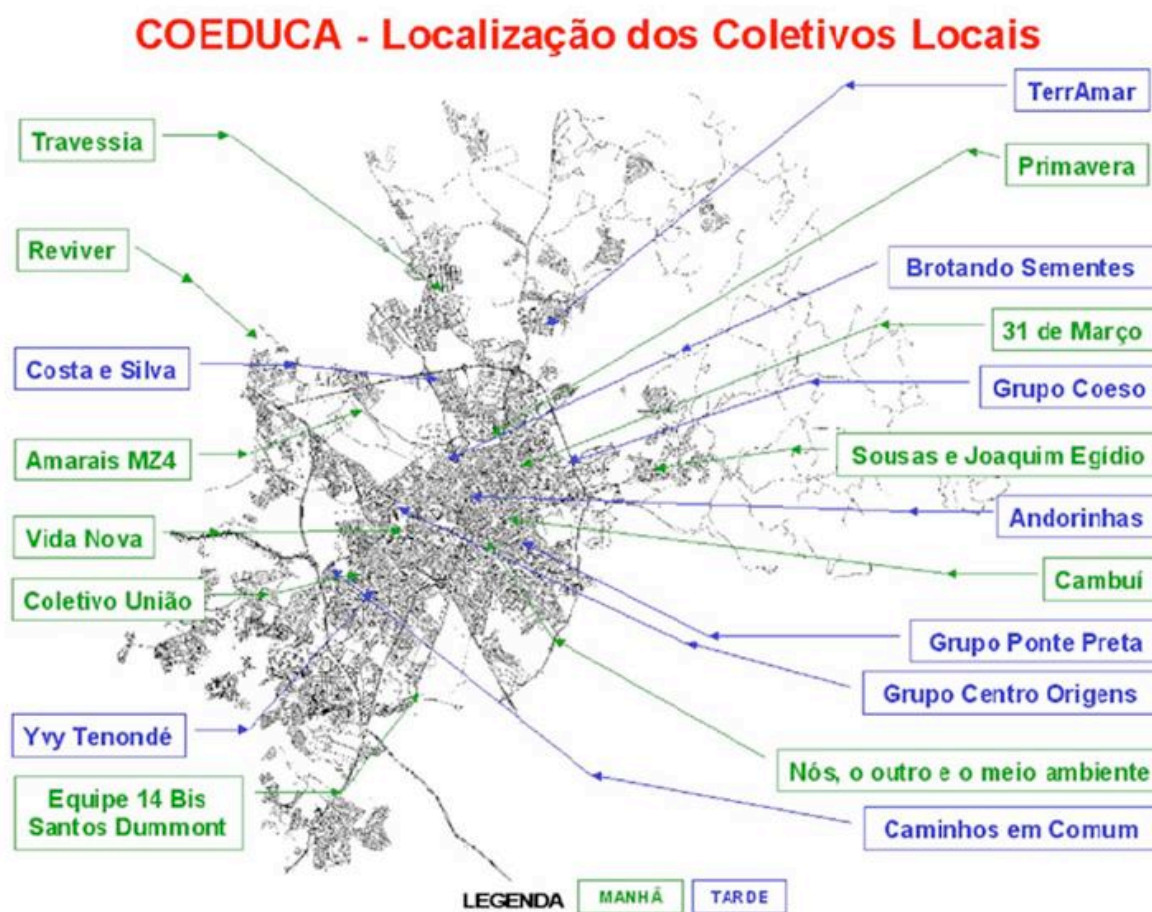 COEDUCA - Localização dos Coletivos Locais
TerrAmar
Travessia
Primavera
Reviver
Brotando Sementes
31 de Março
Costa e Silva
Grupo Coeso
Amarais MZ4
Sousas e Joaquim Egídio
Andorinhas
Vida Nova
Cambuí
Coletivo União
Grupo Ponte Preta
Grupo Centro Origens
Yvy Tenondé
Nós, o outro e o meio ambiente
Equipe 14 Bis
Santos Dummont
Caminhos em Comum
LEGENDA MANHÃ TARDE